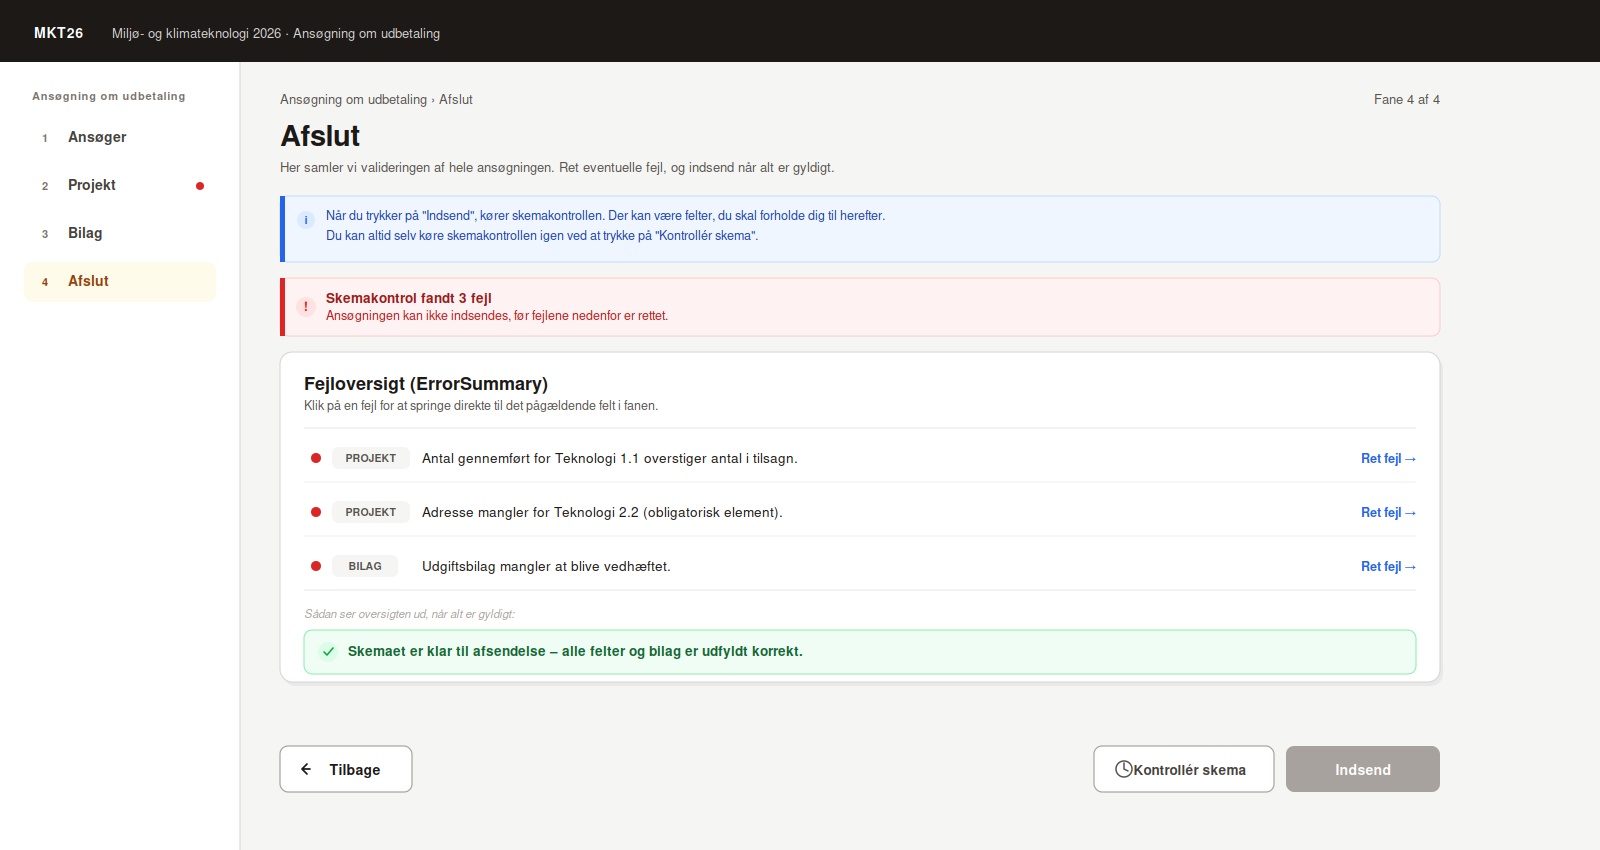 MKT26
Miljø- og klimateknologi 2026 · Ansøgning om udbetaling
Ansøgning om udbetaling
1 Ansøger
2 Projekt
3 Bilag
4 Afslut
Ansøgning om udbetaling › Afslut
Fane 4 af 4
Afslut
Her samler vi valideringen af hele ansøgningen. Ret eventuelle fejl, og indsend når alt er gyldigt.
i
Når du trykker på "Indsend", kører skemakontrollen. Der kan være felter, du skal forholde dig til herefter.
Du kan altid selv køre skemakontrollen igen ved at trykke på "Kontrollér skema".
!
Skemakontrol fandt 3 fejl
Ansøgningen kan ikke indsendes, før fejlene nedenfor er rettet.
Fejloversigt (ErrorSummary)
Klik på en fejl for at springe direkte til det pågældende felt i fanen.
PROJEKT Antal gennemført for Teknologi 1.1 overstiger antal i tilsagn. Ret fejl →
PROJEKT Adresse mangler for Teknologi 2.2 (obligatorisk element). Ret fejl →
BILAG Udgiftsbilag mangler at blive vedhæftet. Ret fejl →
Sådan ser oversigten ud, når alt er gyldigt:
Skemaet er klar til afsendelse – alle felter og bilag er udfyldt korrekt.
← Tilbage
Kontrollér skema
Indsend